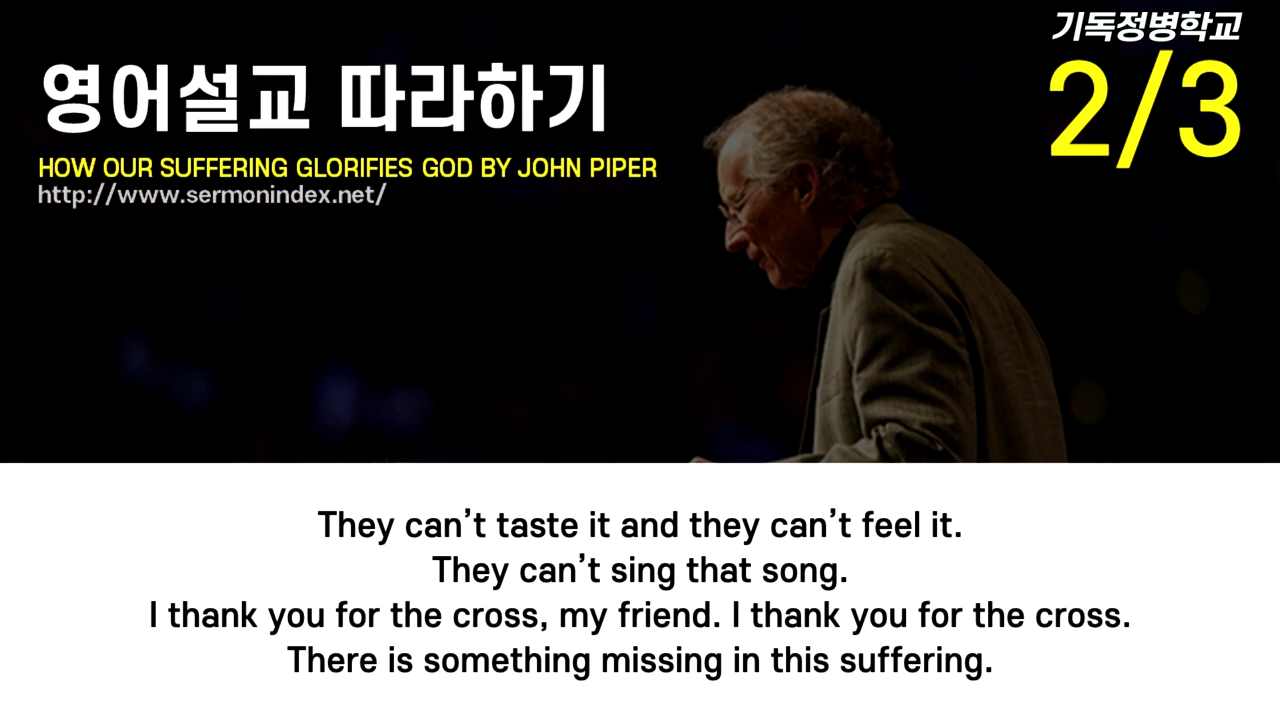 기독정병학교
2/3
영어설교 따라하기
HOW OUR SUFFERING GLORIFIES GOD BY JOHN PIPER
http://www.sermonindex.net/
They can’t taste it and they can’t feel it.
They can’t sing that song.
I thank you for the cross, my friend. I thank you for the cross.
There is something missing in this suffering.